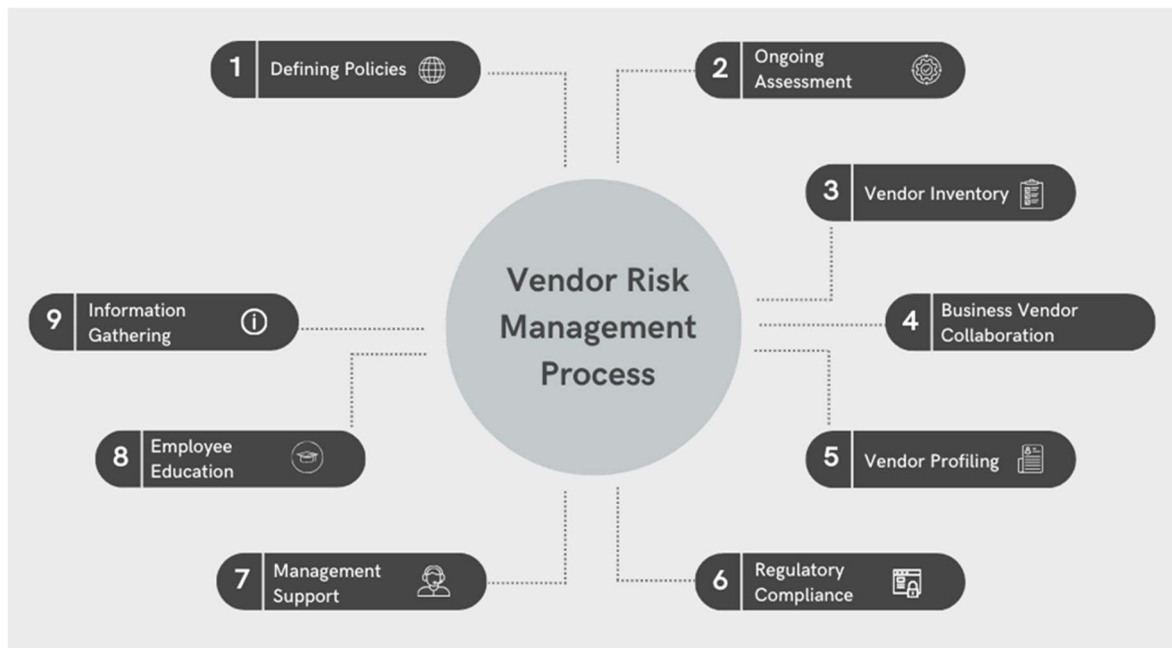 1 Defining Policies
2 Ongoing
Assessment
3 Vendor Inventory
Vendor Risk
Management
Process
9 Information
Gathering
4 Business Vendor
Collaboration
8 Employee
Education
5 Vendor Profiling
7 Management
Support
6 Regulatory
Compliance